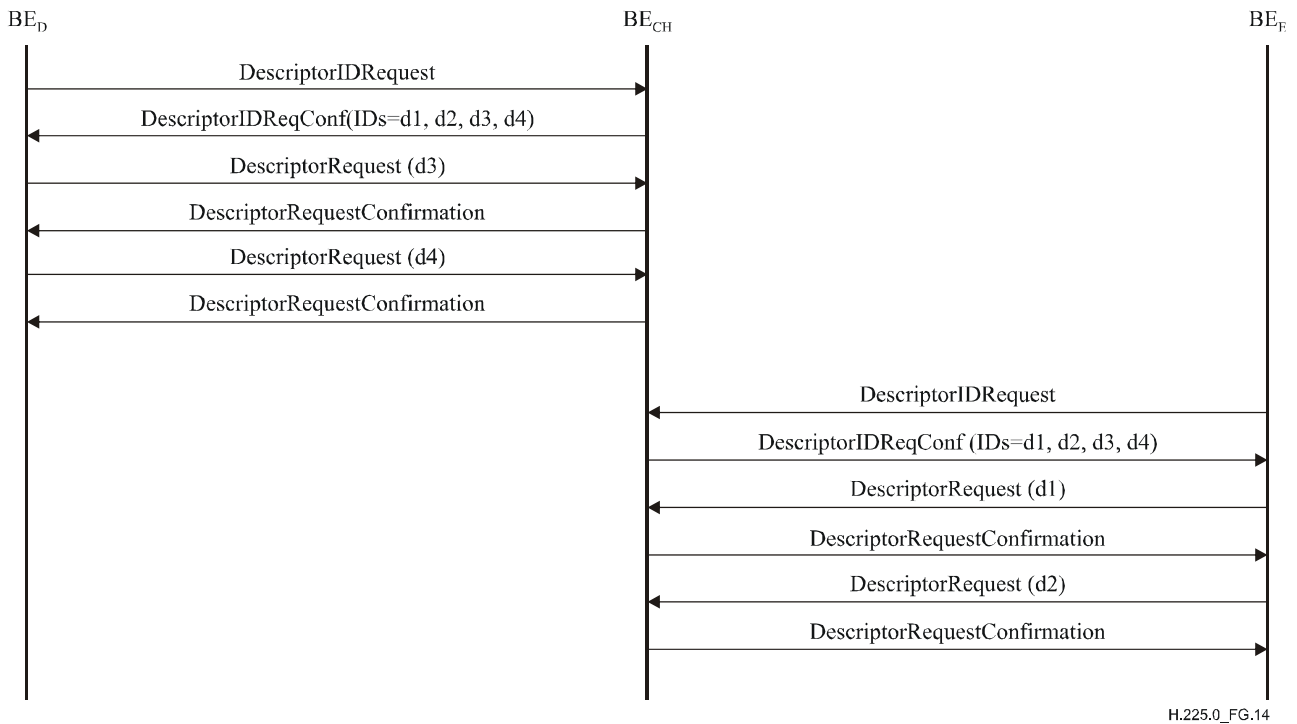 BE_D BE_CH BE_E
DescriptorIDRequest
DescriptorIDReqConf(IDs=d1, d2, d3, d4)
DescriptorRequest (d3)
DescriptorRequestConfirmation
DescriptorRequest (d4)
DescriptorRequestConfirmation
DescriptorIDRequest
DescriptorIDReqConf (IDs=d1, d2, d3, d4)
DescriptorRequest (d1)
DescriptorRequestConfirmation
DescriptorRequest (d2)
DescriptorRequestConfirmation
H.225.0_FG.14